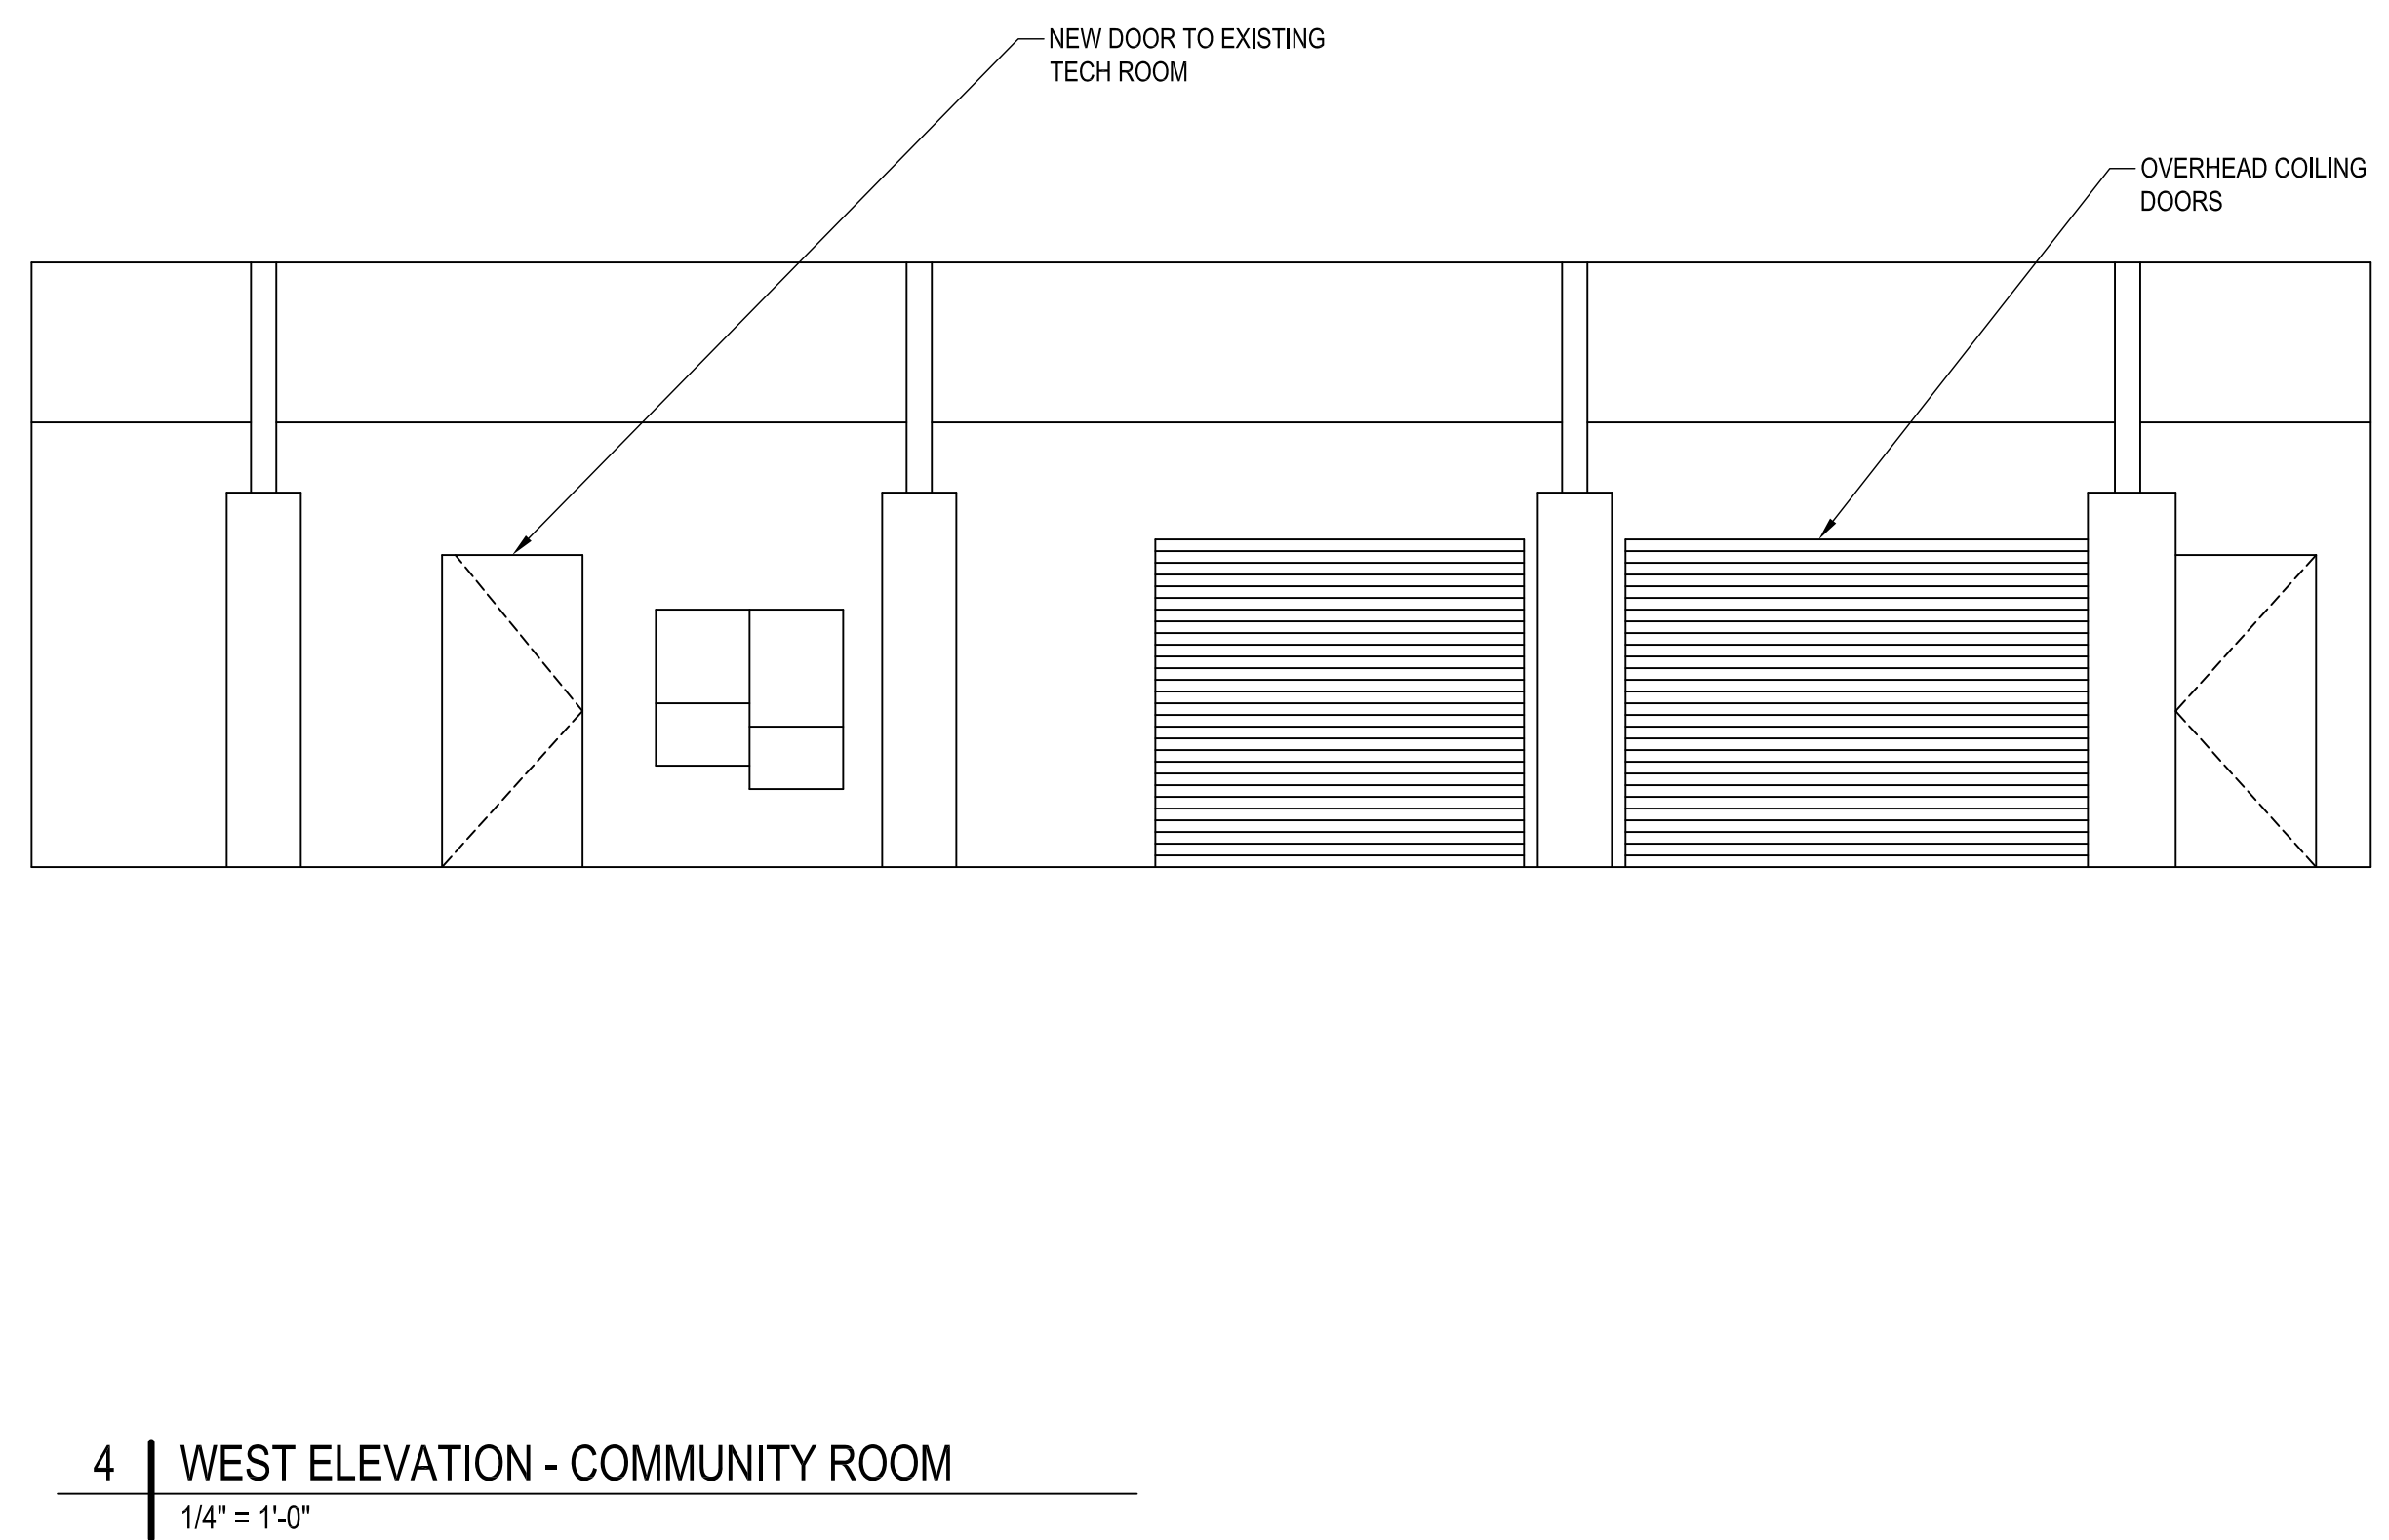 NEW DOOR TO EXISTING
TECH ROOM
OVERHEAD COILING
DOORS
4 WEST ELEVATION - COMMUNITY ROOM
1/4" = 1'-0"